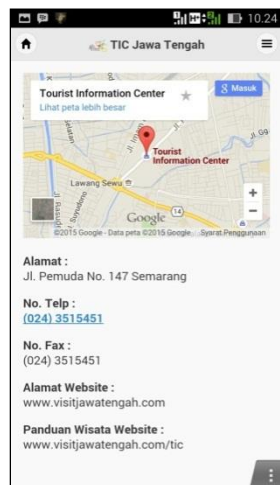 10.24
TIC Jawa Tengah
Tourist Information Center
Lihat peta lebih besar
8 Masuk
Tourist
Information Center
Lawang Sewu
Google
©2015 Google - Data peta ©2015 Google
Syarat Penggunaan
Alamat :
Jl. Pemuda No. 147 Semarang
No. Telp :
(024) 3515451
No. Fax :
(024) 3515451
Alamat Website :
www.visitjawatengah.com
Panduan Wisata Website :
www.visitjawatengah.com/tic